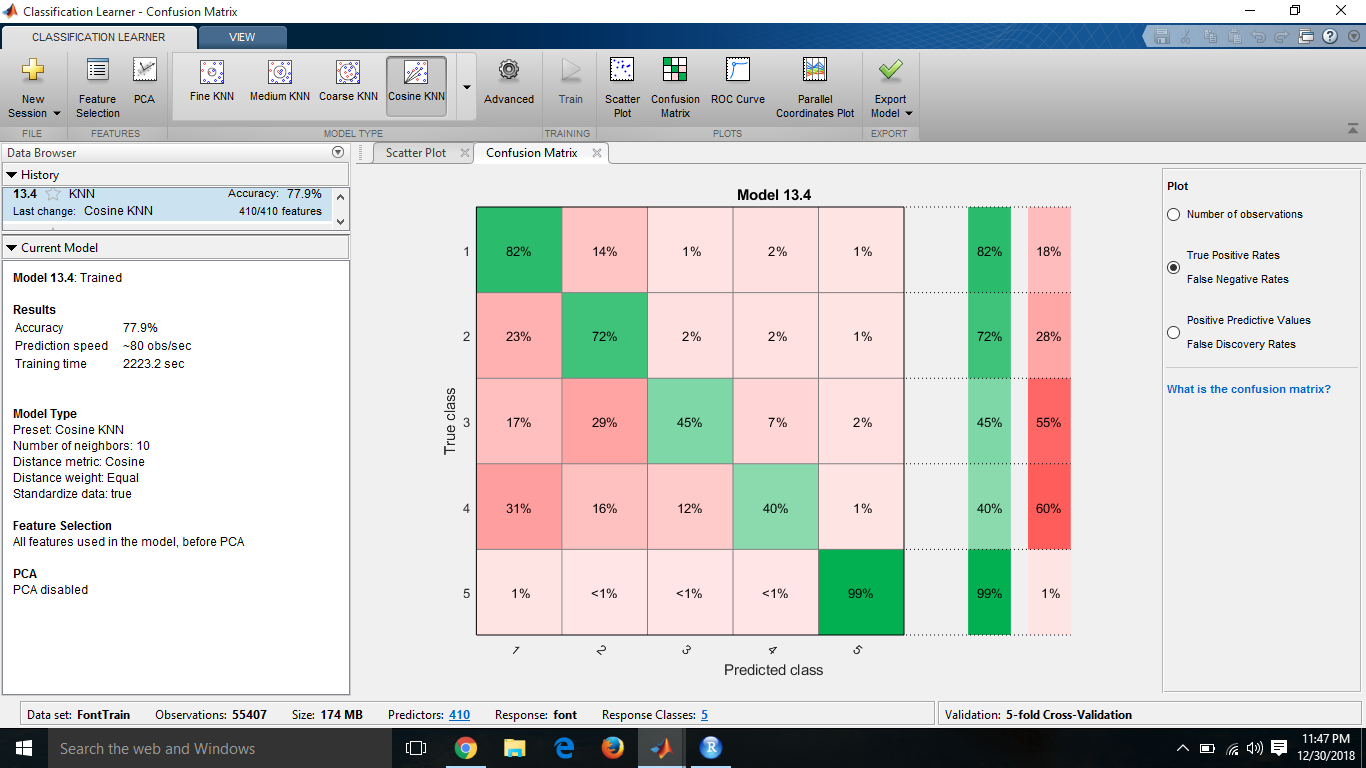 Classification Learner - Confusion Matrix
CLASSIFICATION LEARNER VIEW
New Session
Feature Selection
PCA
Fine KNN Medium KNN Coarse KNN Cosine KNN
Advanced
Train
Scatter Plot
Confusion Matrix
ROC Curve
Parallel Coordinates Plot
Export Model
FILE FEATURES MODEL TYPE TRAINING PLOTS EXPORT
Data Browser
History
13.4 KNN Accuracy: 77.9%
Last change: Cosine KNN 410/410 features
Current Model
Model 13.4: Trained
Results
Accuracy 77.9%
Prediction speed ~80 obs/sec
Training time 2223.2 sec
Model Type
Preset: Cosine KNN
Number of neighbors: 10
Distance metric: Cosine
Distance weight: Equal
Standardize data: true
Feature Selection
All features used in the model, before PCA
PCA
PCA disabled
Scatter Plot Confusion Matrix
Model 13.4
True class
1 82% 14% 1% 2% 1% 82% 18%
2 23% 72% 2% 2% 1% 72% 28%
3 17% 29% 45% 7% 2% 45% 55%
4 31% 16% 12% 40% 1% 40% 60%
5 1% <1% <1% <1% 99% 99% 1%
1 2 3 4 5
Predicted class
Plot
Number of observations
True Positive Rates
False Negative Rates
Positive Predictive Values
False Discovery Rates
What is the confusion matrix?
Data set: FontTrain Observations: 55407 Size: 174 MB Predictors: 410 Response: font Response Classes: 5 Validation: 5-fold Cross-Validation
Search the web and Windows
11:47 PM
12/30/2018